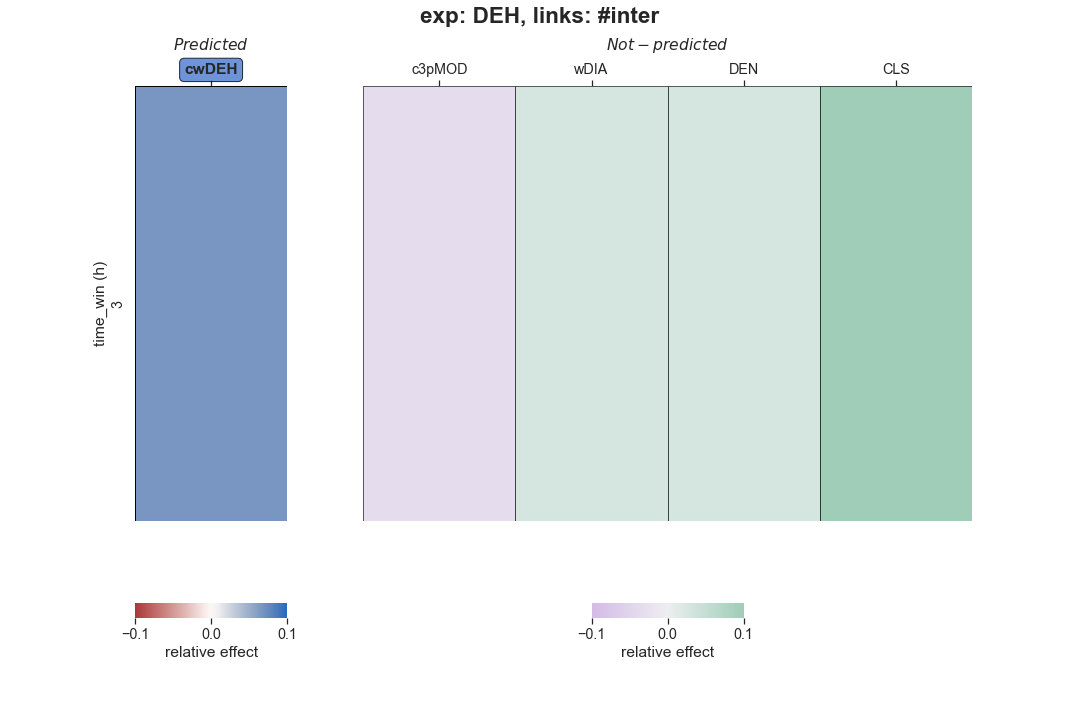 exp: DEH, links: #inter
Predicted
Not − predicted
cwDEH
c3pMOD
wDIA
DEN
CLS
time_win (h)
3
−0.1
0.0
0.1
relative effect
−0.1
0.0
0.1
relative effect